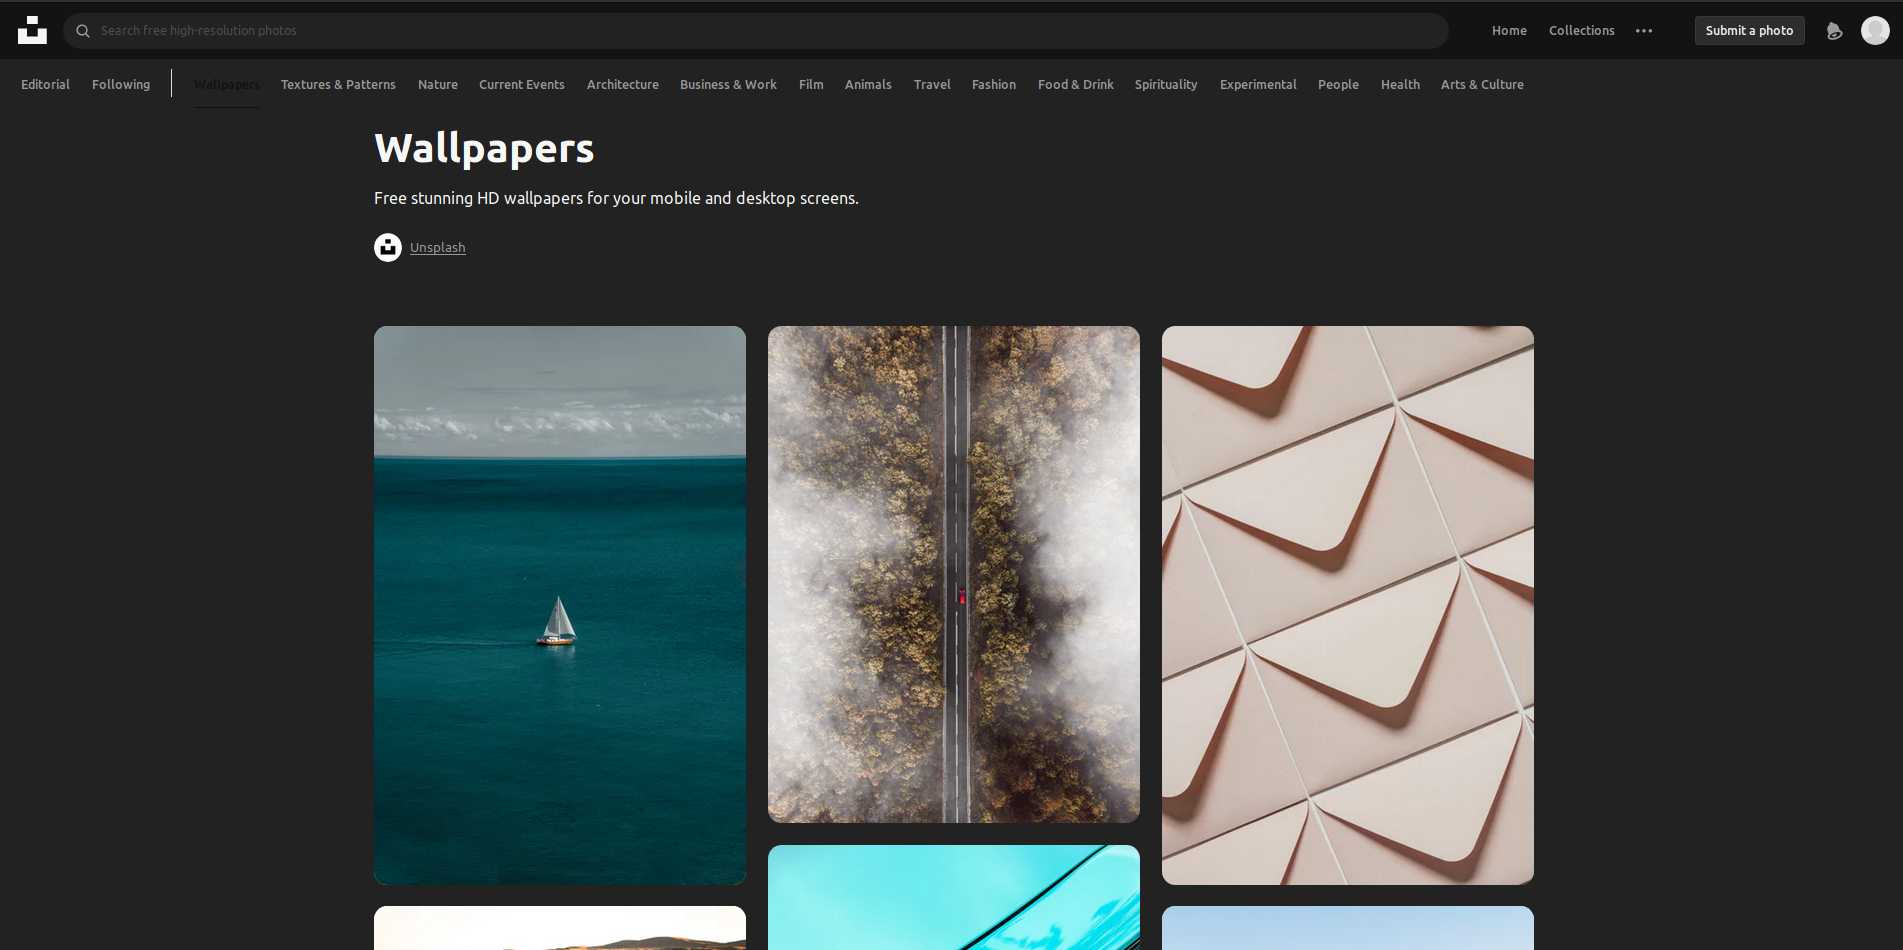 Search free high-resolution photos
Home Collections Submit a photo
Editorial Following Wallpapers Textures & Patterns Nature Current Events Architecture Business & Work Film Animals Travel Fashion Food & Drink Spirituality Experimental People Health Arts & Culture
Wallpapers
Free stunning HD wallpapers for your mobile and desktop screens.
Unsplash